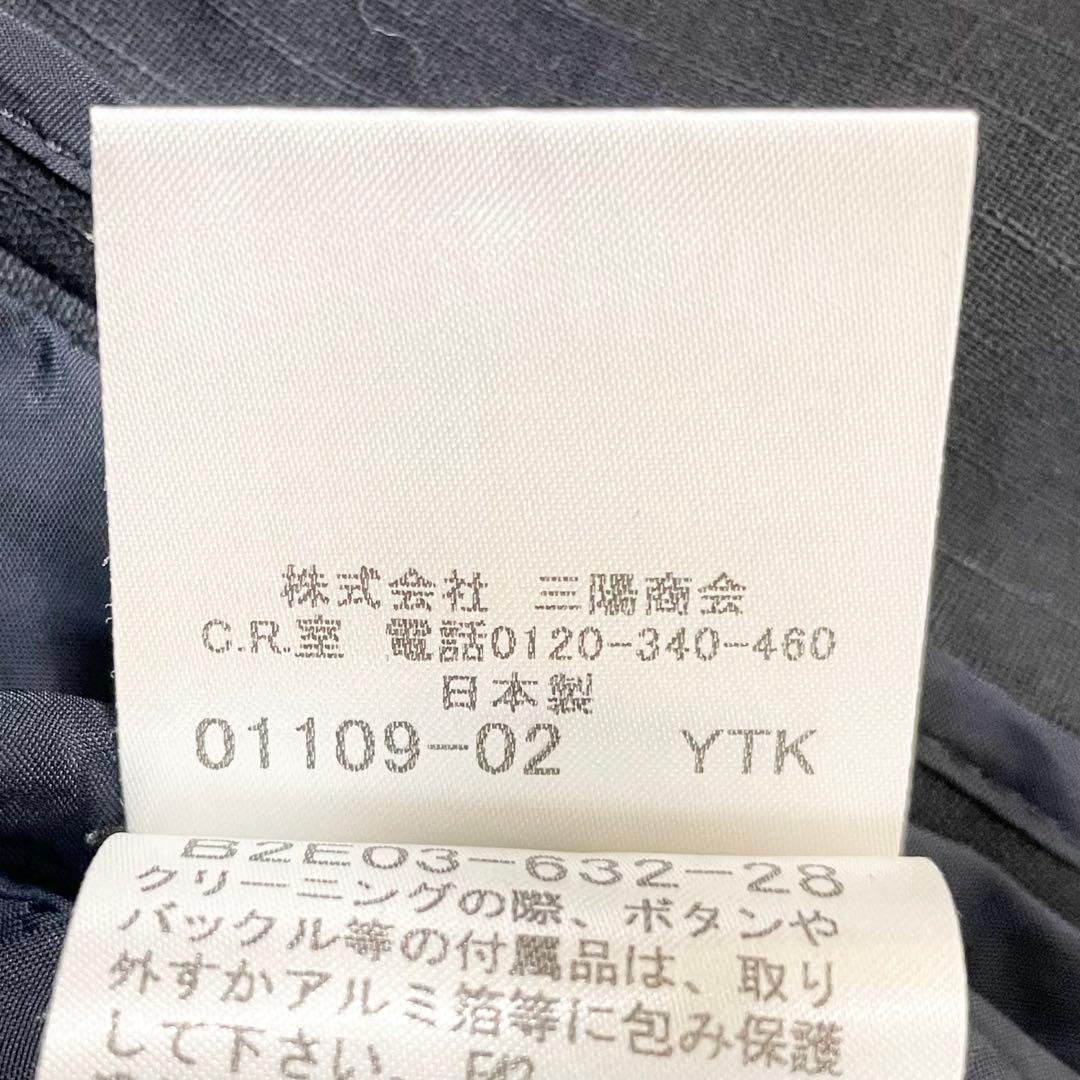 株式会社 三陽商会
C.R.室 電話0120-340-460
日本製
01109-02 YTK
B2E03-632-28
クリーニングの際、ボタンや
バックル等の付属品は、取り
外すかアルミ箔等に包み保護
して下さい。 E42